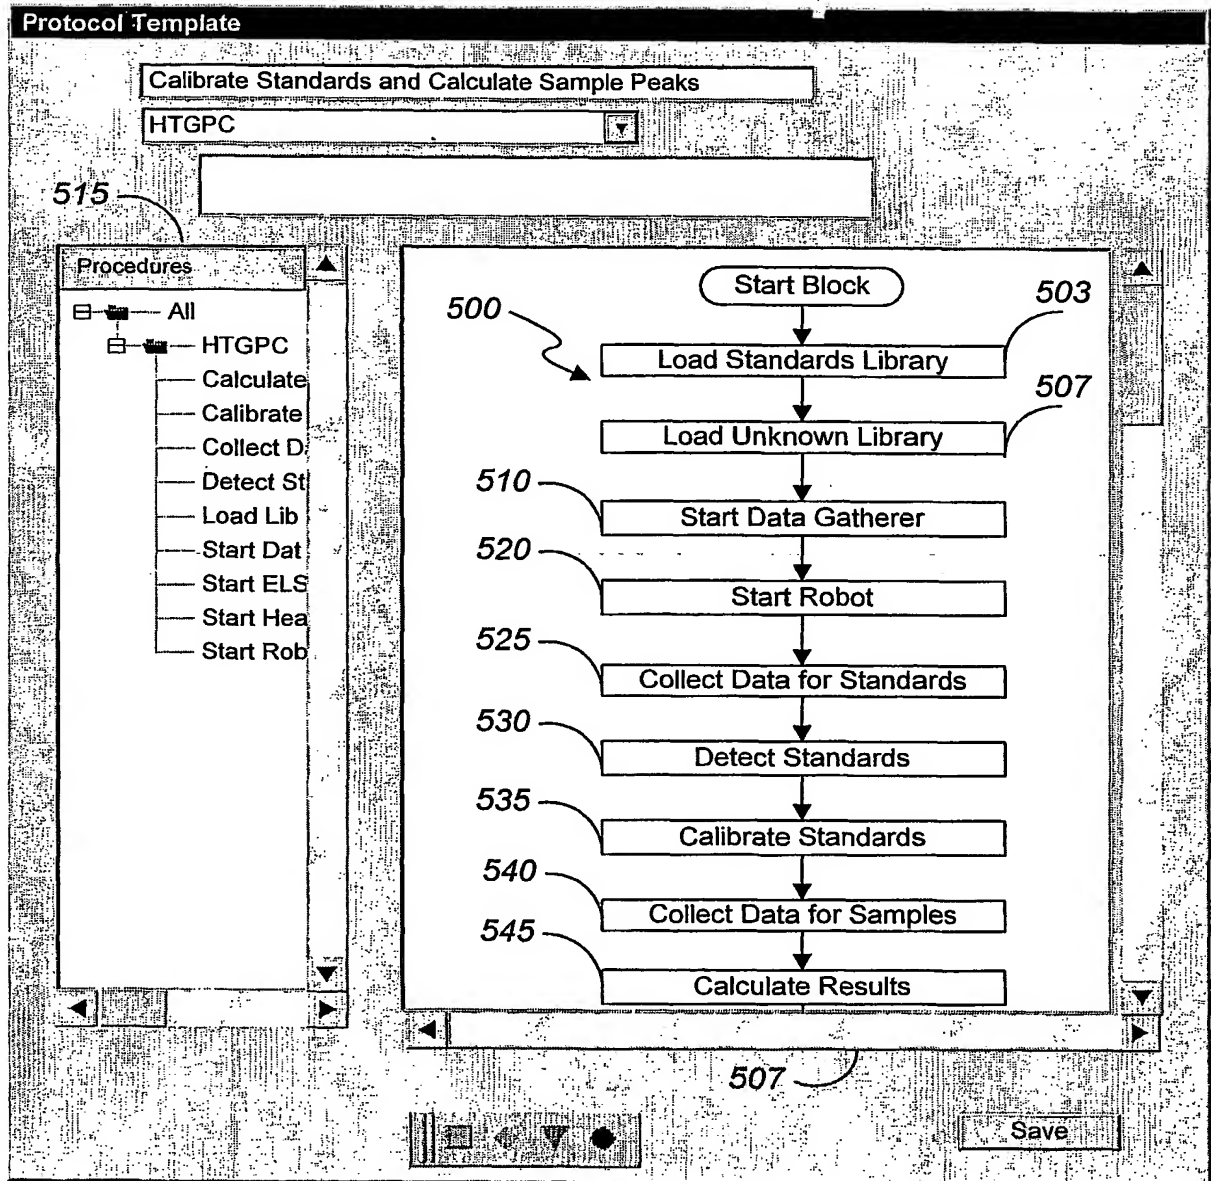 Protocol Template
Calibrate Standards and Calculate Sample Peaks
HTGPC
515
Procedures
All
HTGPC
Calculate
Calibrate
Collect D
Detect St
Load Lib
Start Dat
Start ELS
Start Hea
Start Rob
Start Block
500
503
Load Standards Library
507
Load Unknown Library
510
Start Data Gatherer
520
Start Robot
525
Collect Data for Standards
530
Detect Standards
535
Calibrate Standards
540
Collect Data for Samples
545
Calculate Results
507
Save